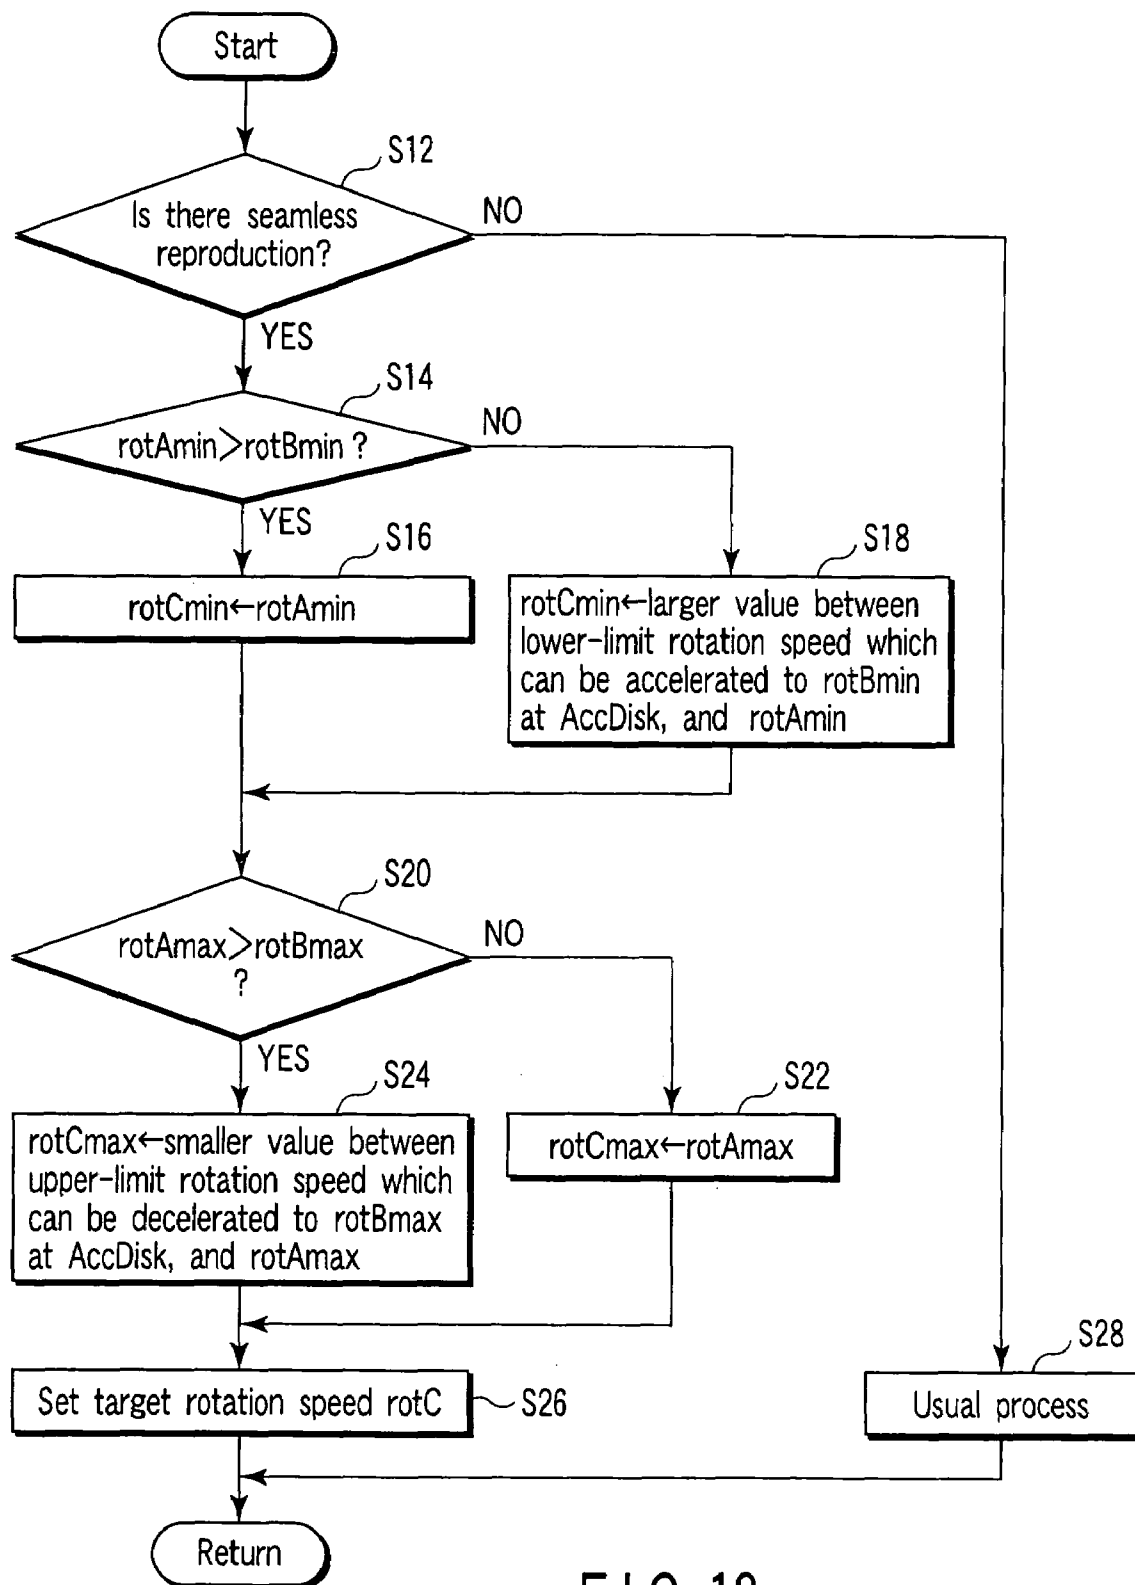 Start
S12
Is there seamless
reproduction?
NO
YES
S14
rotAmin>rotBmin ?
NO
YES
S16
rotCmin←rotAmin
S18
rotCmin←larger value between
lower-limit rotation speed which
can be accelerated to rotBmin
at AccDisk, and rotAmin
S20
rotAmax>rotBmax
?
NO
YES
S24
rotCmax←smaller value between
upper-limit rotation speed which
can be decelerated to rotBmax
at AccDisk, and rotAmax
S22
rotCmax←rotAmax
Set target rotation speed rotC
S26
S28
Usual process
Return